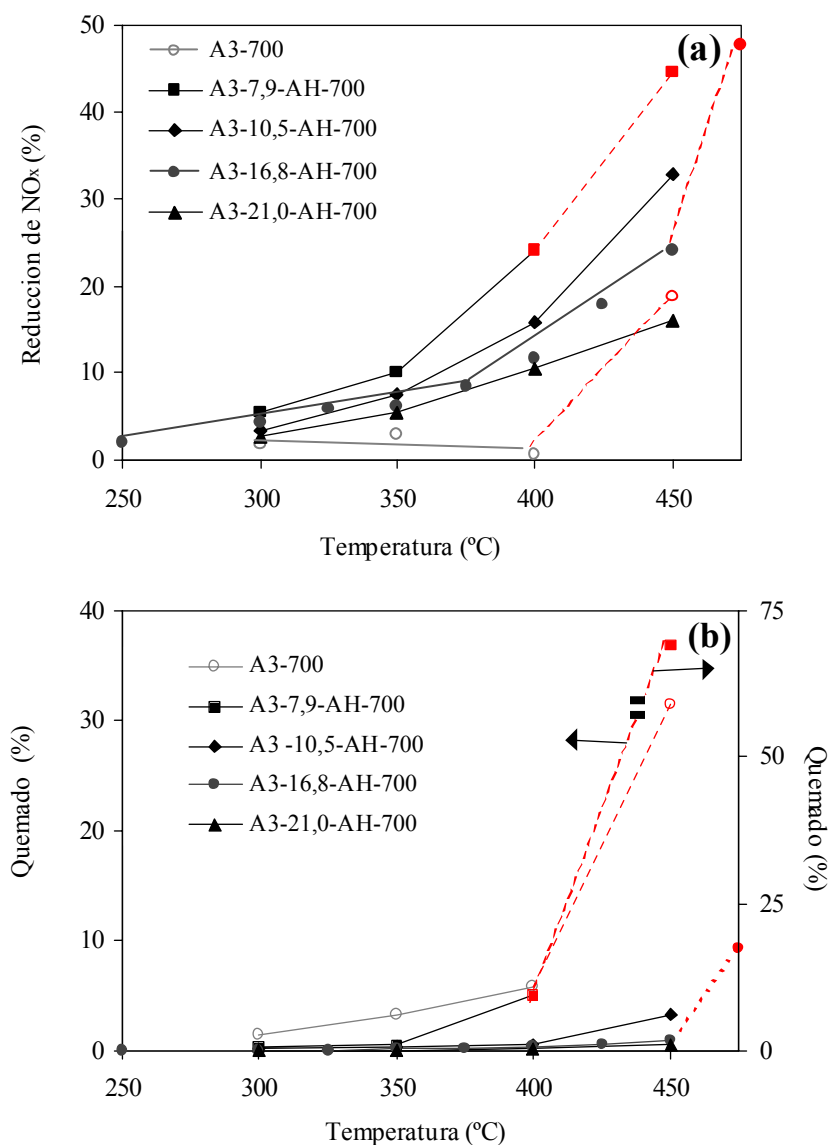 50
40
30
20
10
0
Reduccion de NOx (%)
(a)
A3-700
A3-7,9-AH-700
A3-10,5-AH-700
A3-16,8-AH-700
A3-21,0-AH-700
250 300 350 400 450
Temperatura (ºC)
40
30
20
10
0
Quemado (%)
(b)
A3-700
A3-7,9-AH-700
A3 -10,5-AH-700
A3-16,8-AH-700
A3-21,0-AH-700
75
50
25
0
Quemado (%)
250 300 350 400 450
Temperatura (ºC)